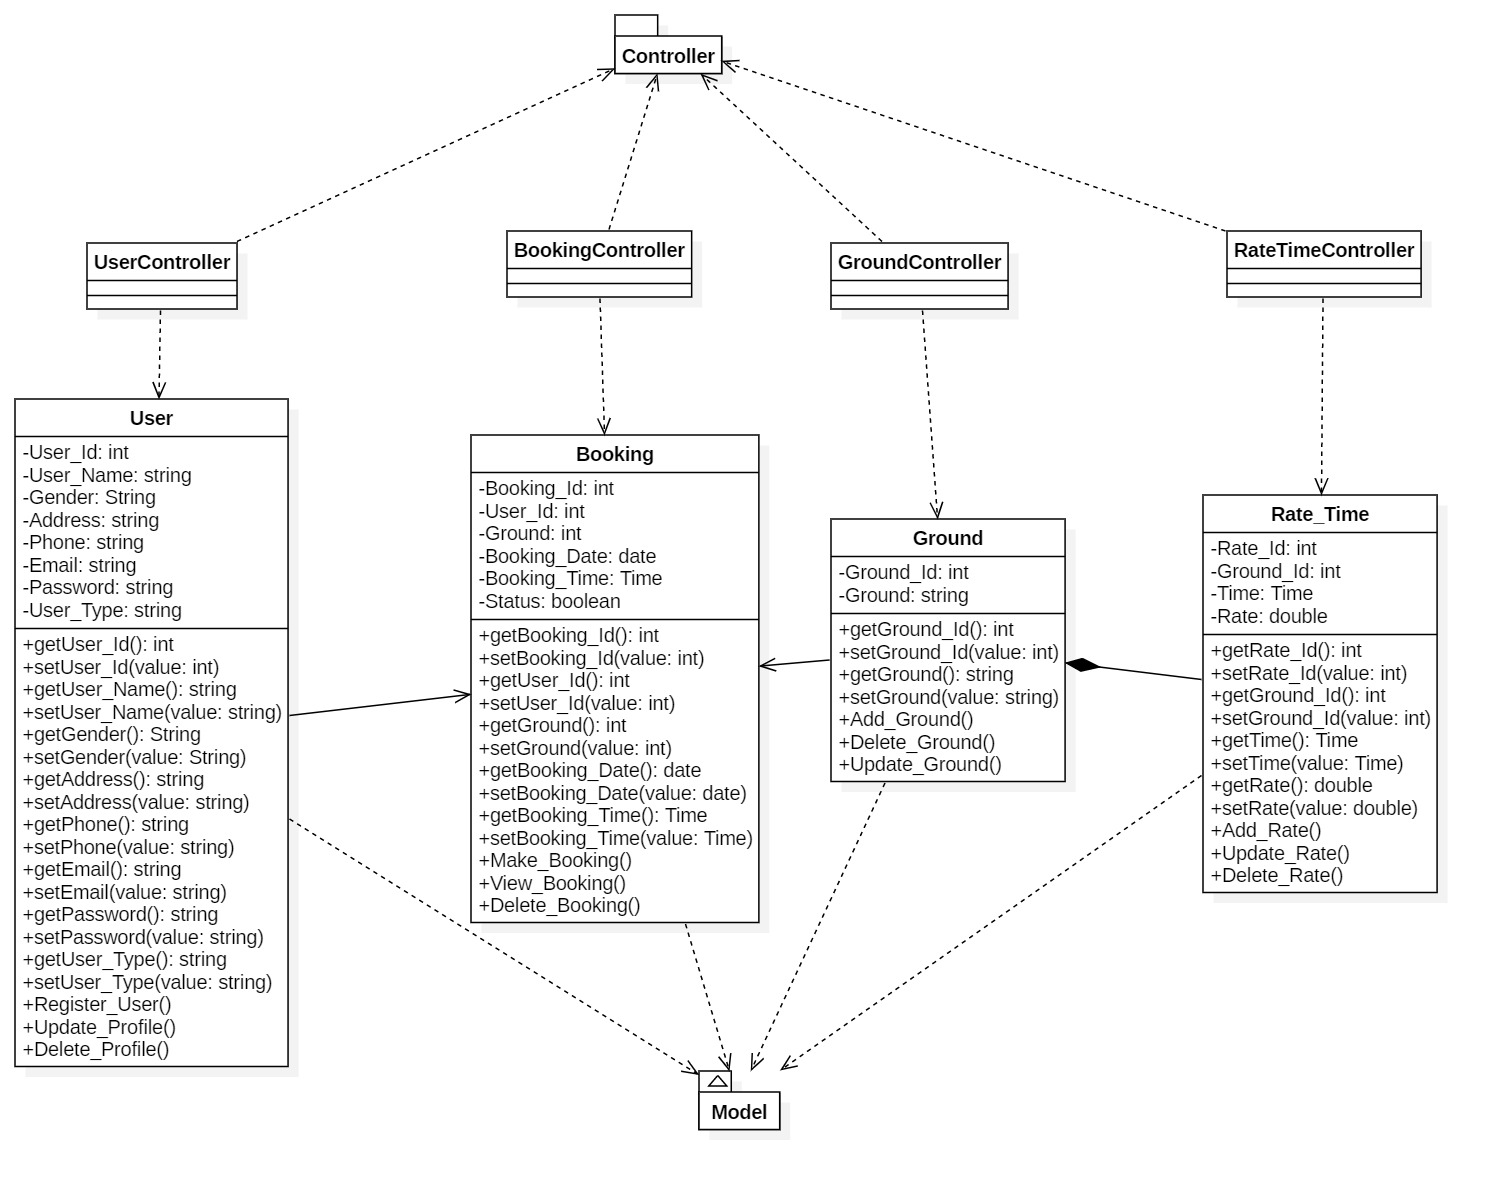 Controller
UserController
BookingController
GroundController
RateTimeController
User
-User_Id: int
-User_Name: string
-Gender: String
-Address: string
-Phone: string
-Email: string
-Password: string
-User_Type: string
+getUser_Id(): int
+setUser_Id(value: int)
+getUser_Name(): string
+setUser_Name(value: string)
+getGender(): String
+setGender(value: String)
+getAddress(): string
+setAddress(value: string)
+getPhone(): string
+setPhone(value: string)
+getEmail(): string
+setEmail(value: string)
+getPassword(): string
+setPassword(value: string)
+getUser_Type(): string
+setUser_Type(value: string)
+Register_User()
+Update_Profile()
+Delete_Profile()
Booking
-Booking_Id: int
-User_Id: int
-Ground: int
-Booking_Date: date
-Booking_Time: Time
-Status: boolean
+getBooking_Id(): int
+setBooking_Id(value: int)
+getUser_Id(): int
+setUser_Id(value: int)
+getGround(): int
+setGround(value: int)
+getBooking_Date(): date
+setBooking_Date(value: date)
+getBooking_Time(): Time
+setBooking_Time(value: Time)
+Make_Booking()
+View_Booking()
+Delete_Booking()
Ground
-Ground_Id: int
-Ground: string
+getGround_Id(): int
+setGround_Id(value: int)
+getGround(): string
+setGround(value: string)
+Add_Ground()
+Delete_Ground()
+Update_Ground()
Rate_Time
-Rate_Id: int
-Ground_Id: int
-Time: Time
-Rate: double
+getRate_Id(): int
+setRate_Id(value: int)
+getGround_Id(): int
+setGround_Id(value: int)
+getTime(): Time
+setTime(value: Time)
+getRate(): double
+setRate(value: double)
+Add_Rate()
+Update_Rate()
+Delete_Rate()
Model